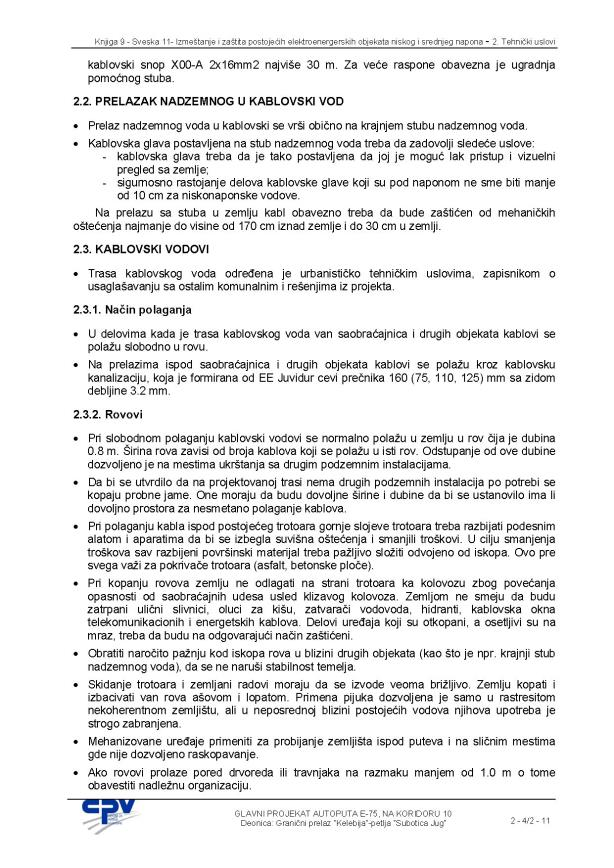 Knjiga 9 - Sveska 11- Izmeštanje i zaštita postojećih elektroenergerskih objekata niskog i srednjeg napona - 2. Tehnički uslovi
kablovski snop X00-A 2x16mm2 najviše 30 m. Za veće raspone obavezna je ugradnja
pomoćnog stuba.
2.2. PRELAZAK NADZEMNOG U KABLOVSKI VOD
• Prelaz nadzemnog voda u kablovski se vrši obično na krajnjem stubu nadzemnog voda.
• Kablovska glava postavljena na stub nadzemnog voda treba da zadovolji sledeće uslove:
- kablovska glava treba da je tako postavljena da joj je moguć lak pristup i vizuelni
pregled sa zemlje;
- sigurnosno rastojanje delova kablovske glave koji su pod naponom ne sme biti manje
od 10 cm za niskonaponske vodove.
Na prelazu sa stuba u zemlju kabl obavezno treba da bude zaštićen od mehaničkih
oštećenja najmanje do visine od 170 cm iznad zemlje i do 30 cm u zemlji.
2.3. KABLOVSKI VODOVI
• Trasa kablovskog voda određena je urbanističko tehničkim uslovima, zapisnikom o
usaglašavanju sa ostalim komunalnim i rešenjima iz projekta.
2.3.1. Način polaganja
• U delovima kada je trasa kablovskog voda van saobraćajnica i drugih objekata kablovi se
polažu slobodno u rovu.
• Na prelazima ispod saobraćajnica i drugih objekata kablovi se polažu kroz kablovsku
kanalizaciju, koja je formirana od EE Juvidur cevi prečnika 160 (75, 110, 125) mm sa zidom
debljine 3.2 mm.
2.3.2. Rovovi
• Pri slobodnom polaganju kablovski vodovi se normalno polažu u zemlju u rov čija je dubina
0.8 m. Širina rova zavisi od broja kablova koji se polažu u isti rov. Odstupanje od ove dubine
dozvoljeno je na mestima ukrštanja sa drugim podzemnim instalacijama.
• Da bi se utvrdilo da na projektovanoj trasi nema drugih podzemnih instalacija po potrebi se
kopaju probne jame. One moraju da budu dovoljne širine i dubine da bi se ustanovilo ima li
dovoljno prostora za nesmetano polaganje kablova.
• Pri polaganju kabla ispod postojećeg trotoara gornje slojeve trotoara treba razbijati podesnim
alatom i aparatima da bi se izbegla suvišna oštećenja i smanjili troškovi. U cilju smanjenja
troškova sav razbijeni površinski materijal treba pažljivo složiti odvojeno od iskopa. Ovo pre
svega važi za pokrivače trotoara (asfalt, betonske ploče).
• Pri kopanju rovova zemlju ne odlagati na strani trotoara ka kolovozu zbog povećanja
opasnosti od saobraćajnih udesa usled klizavog kolovoza. Zemljom ne smeju da budu
zatrpani ulični slivnici, oluci za kišu, zatvarači vodovoda, hidranti, kablovska okna
telekomunikacionih i energetskih kablova. Delovi uređaja koji su otkopani, a osetljivi su na
mraz, treba da budu na odgovarajući način zaštićeni.
• Obratiti naročito pažnju kod iskopa rova u blizini drugih objekata (kao što je npr. krajnji stub
nadzemnog voda), da se ne naruši stabilnost temelja.
• Skidanje trotoara i zemljani radovi moraju da se izvode veoma brižljivo. Zemlju kopati i
izbacivati van rova ašovom i lopatom. Primena pijuka dozvoljena je samo u rastresitom
nekoherentnom zemljištu, ali u neposrednoj blizini postojećih vodova njihova upotreba je
strogo zabranjena.
• Mehanizovane uređaje primeniti za probijanje zemljišta ispod puteva i na sličnim mestima
gde nije dozvoljeno raskopavanje.
• Ako rovovi prolaze pored drvoreda ili travnjaka na razmaku manjem od 1.0 m o tome
obavestiti nadležnu organizaciju.
GLAVNI PROJEKAT AUTOPUTA E-75, NA KORIDORU 10
Deonica: Granični prelaz "Kelebija"-petlja "Subotica Jug"
2 - 4/2 - 11